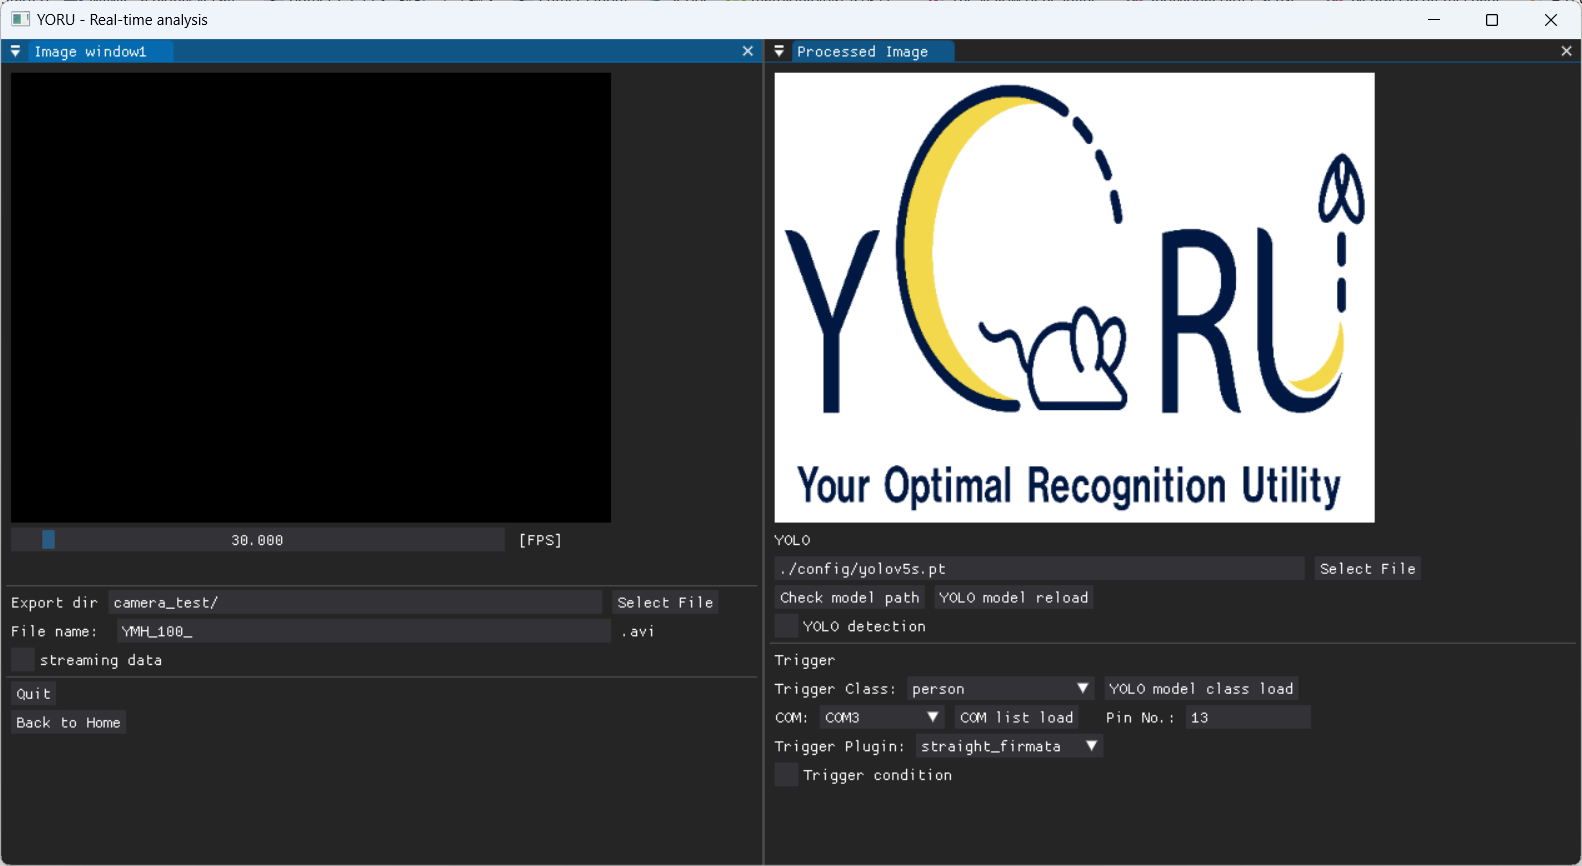 YORU - Real-time analysis
Image window1
Processed Image
YORU
Your Optimal Recognition Utility
30.000 [FPS]
Export dir camera_test/ Select File
File name: YMH_100_ .avi
streaming data
Quit
Back to Home
YOLO
./config/yolov5s.pt Select File
Check model path YOLO model reload
YOLO detection
Trigger
Trigger Class: person YOLO model class load
COM: COM3 COM list load Pin No.: 13
Trigger Plugin: straight_firmata
Trigger condition